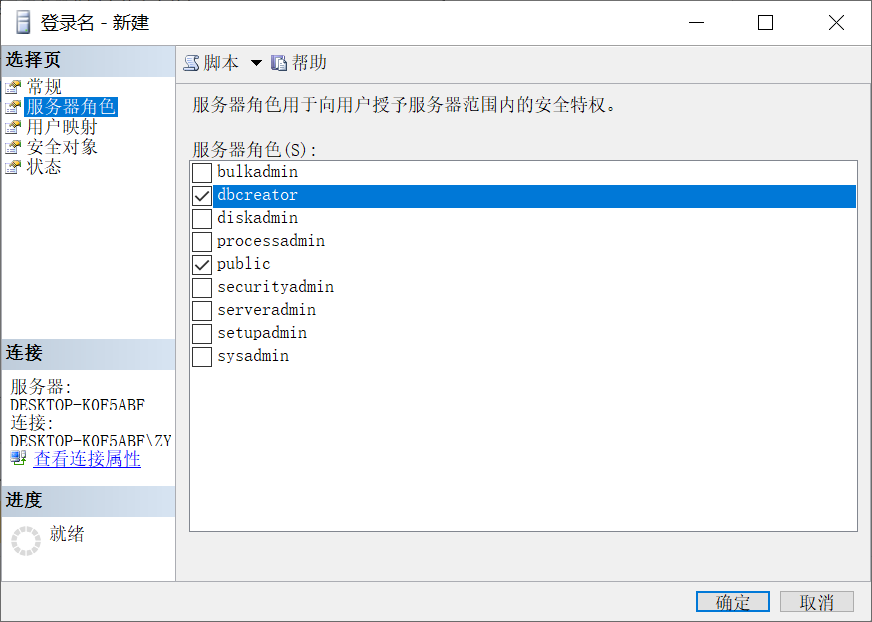 登录名 - 新建
选择页
常规
服务器角色
用户映射
安全对象
状态
脚本 帮助
服务器角色用于向用户授予服务器范围内的安全特权。
服务器角色(S):
bulkadmin
dbcreator
diskadmin
processadmin
public
securityadmin
serveradmin
setupadmin
sysadmin
连接
服务器:
DESKTOP-K0F5ABF
连接:
DESKTOP-K0F5ABF\ZY
查看连接属性
进度
就绪
确定 取消